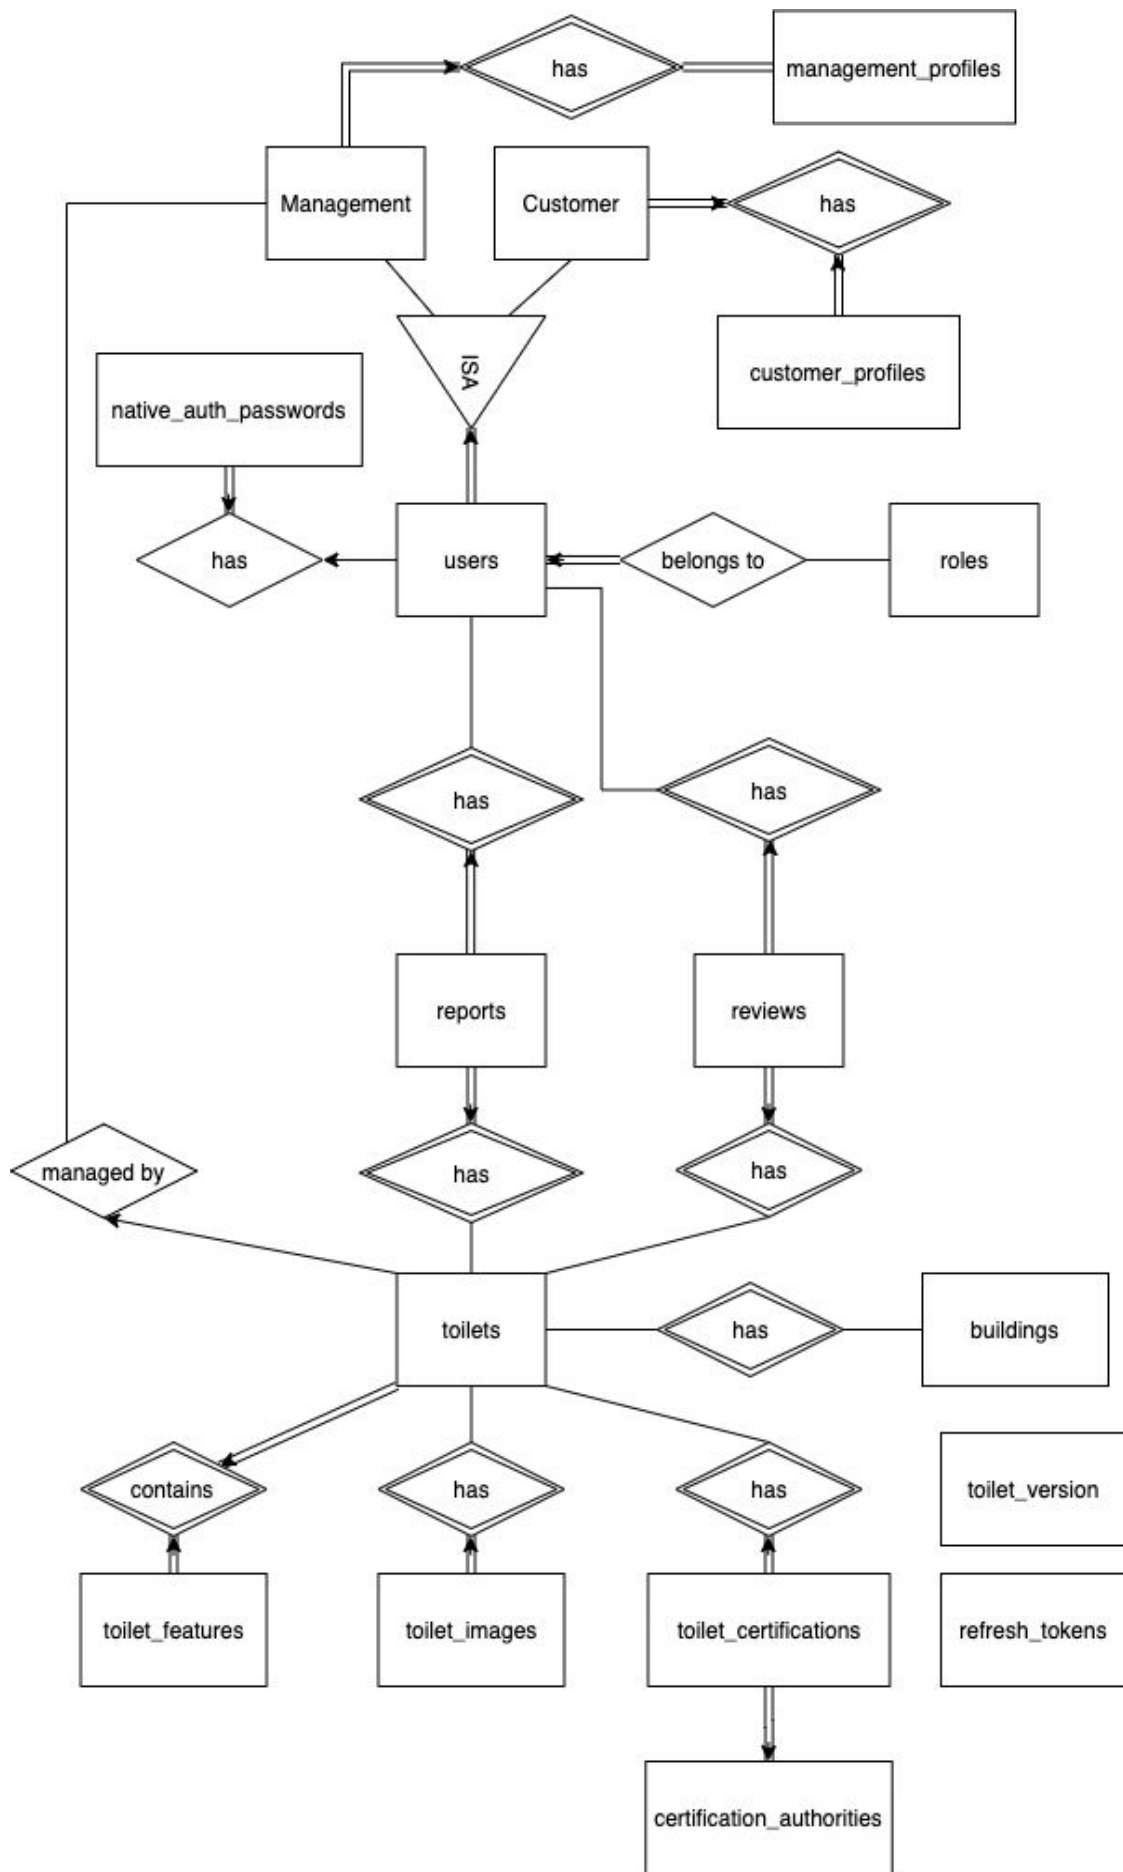 has
management_profiles
Management
Customer
has
ISA
customer_profiles
native_auth_passwords
has
users
belongs to
roles
has
has
reports
reviews
managed by
has
has
toilets
has
buildings
contains
has
has
toilet_version
toilet_features
toilet_images
toilet_certifications
refresh_tokens
certification_authorities